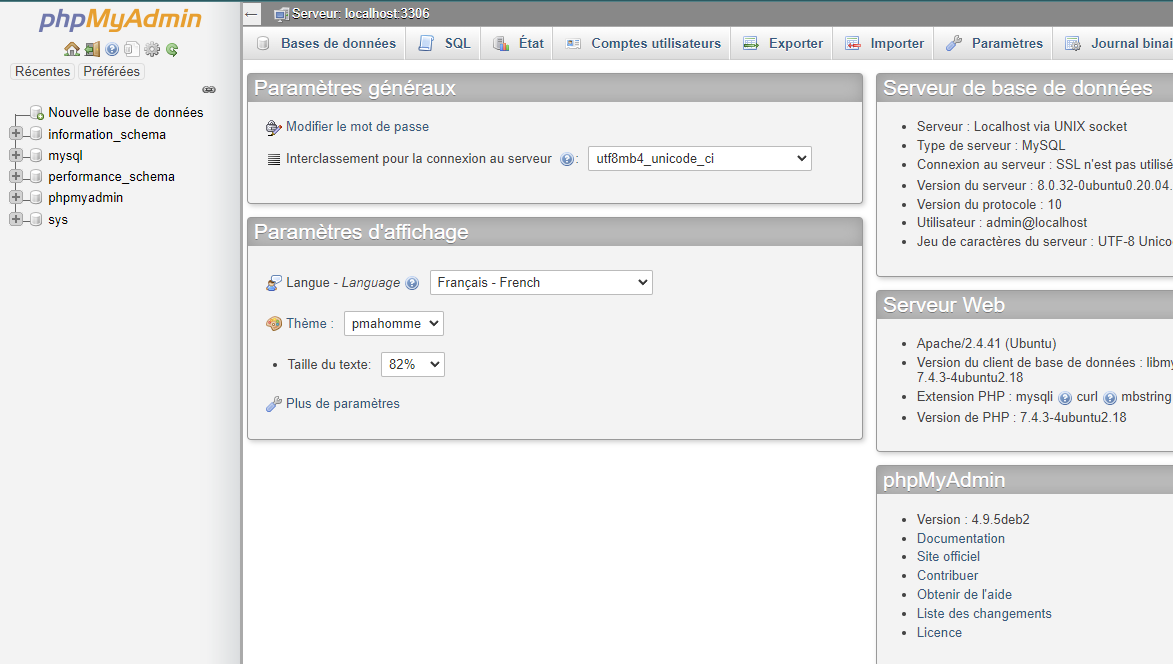 phpMyAdmin
Récentes
Préférées
Nouvelle base de données
information_schema
mysql
performance_schema
phpmyadmin
sys
Serveur: localhost:3306
Bases de données
SQL
État
Comptes utilisateurs
Exporter
Importer
Paramètres
Journal binai
Paramètres généraux
Modifier le mot de passe
Interclassement pour la connexion au serveur : utf8mb4_unicode_ci
Paramètres d'affichage
Langue - Language Français - French
Thème : pmahomme
Taille du texte: 82%
Plus de paramètres
Serveur de base de données
Serveur : Localhost via UNIX socket
Type de serveur : MySQL
Connexion au serveur : SSL n'est pas utilisé
Version du serveur : 8.0.32-0ubuntu0.20.04.
Version du protocole : 10
Utilisateur : admin@localhost
Jeu de caractères du serveur : UTF-8 Unico
Serveur Web
Apache/2.4.41 (Ubuntu)
Version du client de base de données : libmy
7.4.3-4ubuntu2.18
Extension PHP : mysqli curl mbstring
Version de PHP : 7.4.3-4ubuntu2.18
phpMyAdmin
Version : 4.9.5deb2
Documentation
Site officiel
Contribuer
Obtenir de l'aide
Liste des changements
Licence